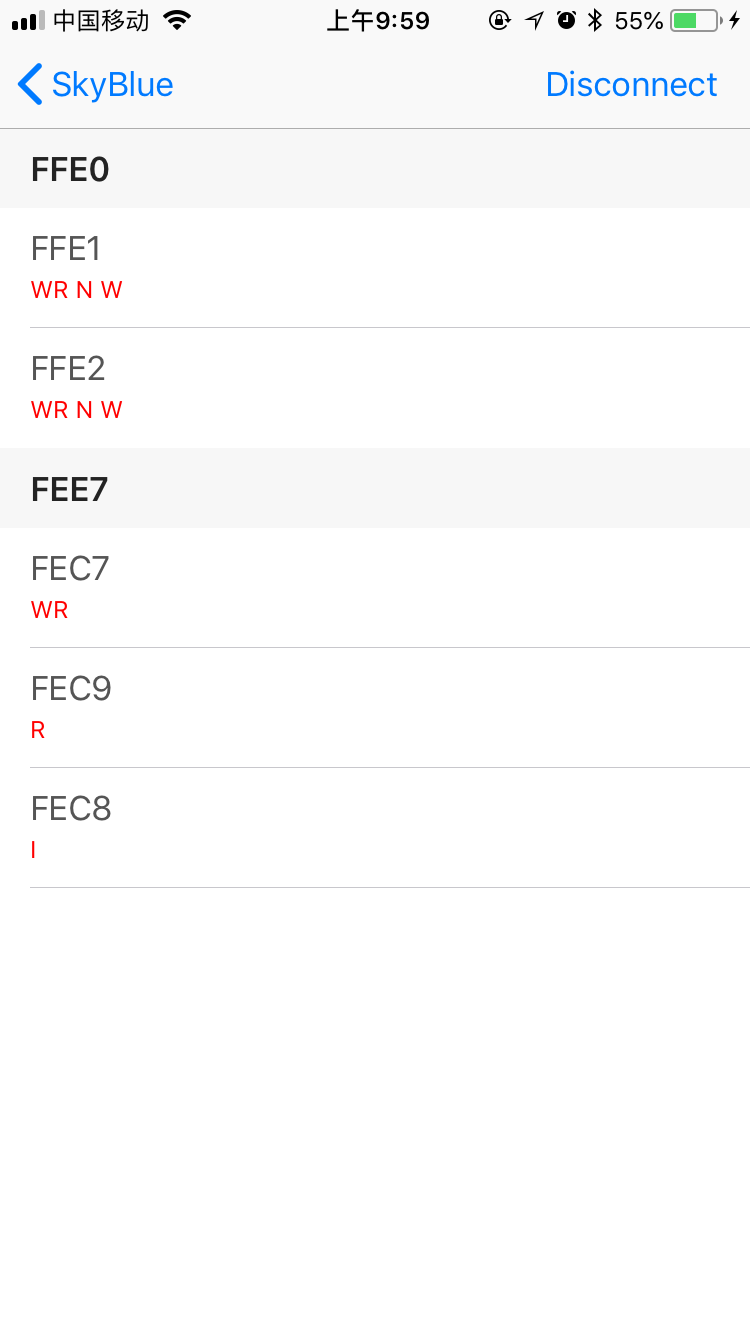 中国移动 上午9:59 55%
SkyBlue Disconnect
FFE0
FFE1
WR N W
FFE2
WR N W
FEE7
FEC7
WR
FEC9
R
FEC8
I